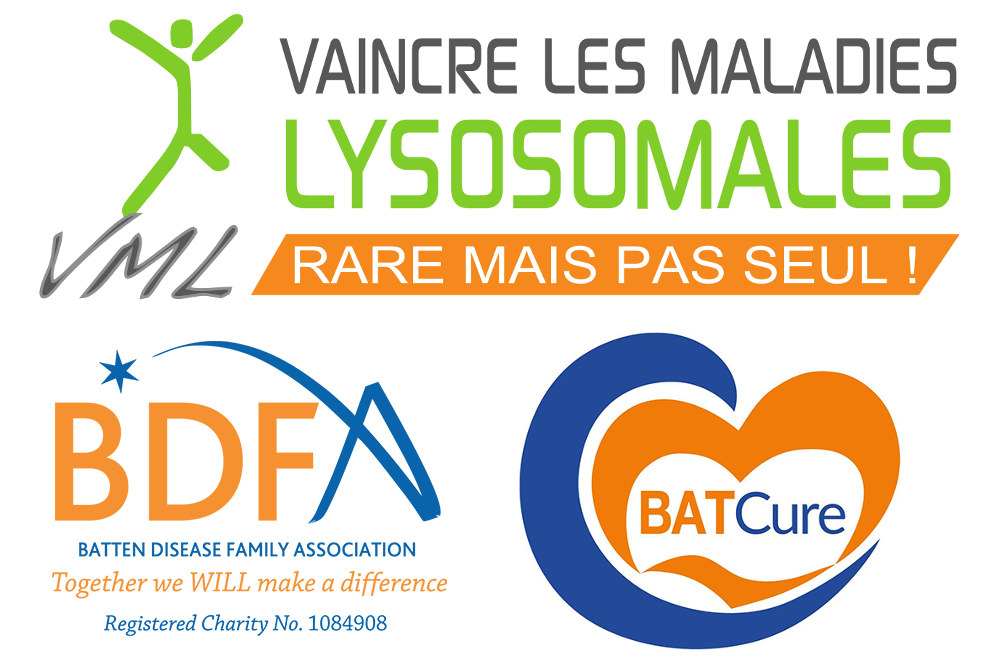 VAINCRE LES MALADIES
LYSOSOMALES
VML
RARE MAIS PAS SEUL !
BDFA
BATTEN DISEASE FAMILY ASSOCIATION
Together we WILL make a difference
Registered Charity No. 1084908
BATCure